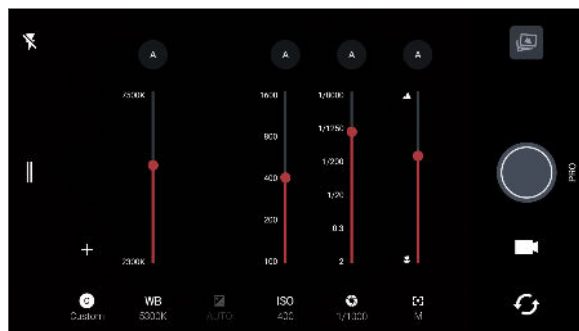 A A A A
7500K 1600 1/8000
800 1/1250
400 1/200
200 1/20
0.3
2300K 100 2
C
Custom WB ISO
5300K AUTO 400 1/1000 M
PRO